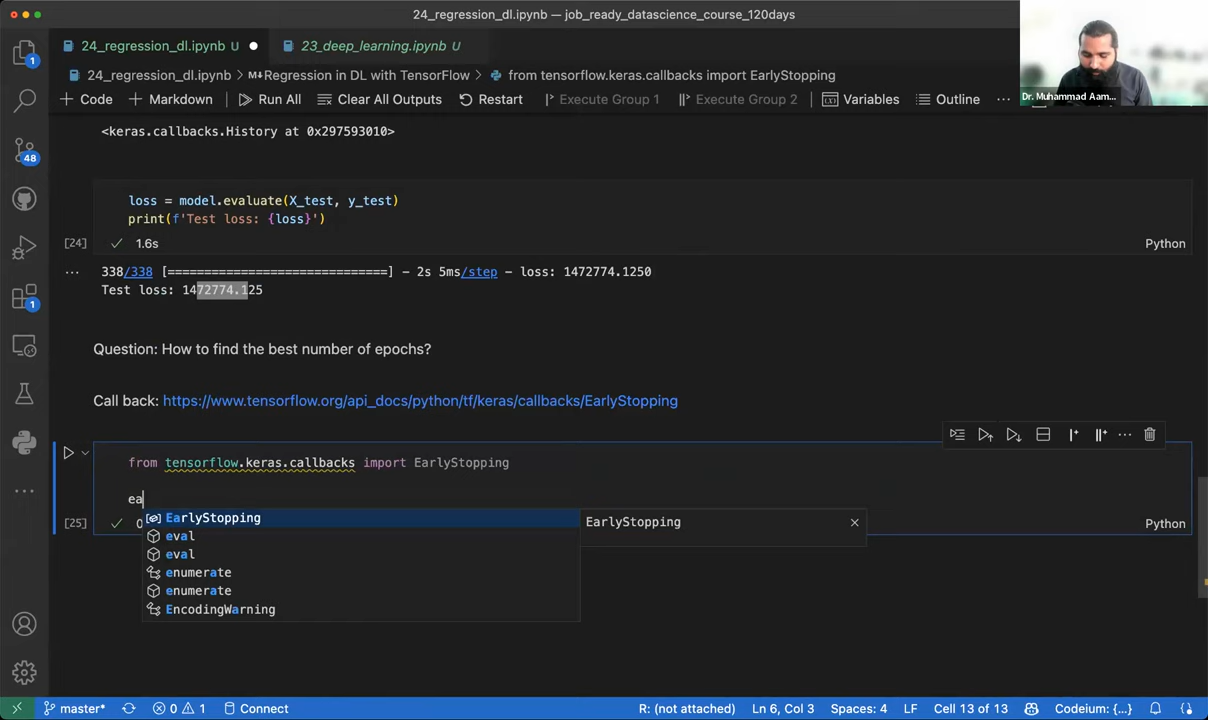 24_regression_dl.ipynb — job_ready_datascience_course_120days
24_regression_dl.ipynb U
23_deep_learning.ipynb U
24_regression_dl.ipynb > M↓Regression in DL with TensorFlow > from tensorflow.keras.callbacks import EarlyStopping
Dr. Muhammad Aam...
+ Code + Markdown Run All Clear All Outputs Restart Execute Group 1 Execute Group 2 Variables Outline ...
1
<keras.callbacks.History at 0x297593010>
48
loss = model.evaluate(X_test, y_test)
print(f'Test loss: {loss}')
[24] 1.6s Python
338/338 [==============================] - 2s 5ms/step - loss: 1472774.1250
Test loss: 1472774.125
1
Question: How to find the best number of epochs?
Call back: https://www.tensorflow.org/api_docs/python/tf/keras/callbacks/EarlyStopping
from tensorflow.keras.callbacks import EarlyStopping
ea
[25] 0 Python
EarlyStopping
eval
eval
enumerate
enumerate
EncodingWarning
EarlyStopping
master* 0 1 Connect R: (not attached) Ln 6, Col 3 Spaces: 4 LF Cell 13 of 13 Codeium: {...}